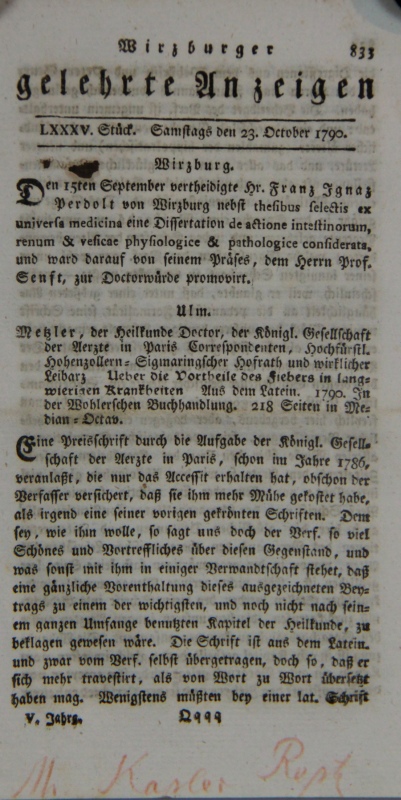 Wirzburger 833
gelehrte Anzeigen
LXXXV. Stück. Samstags den 23. October 1790.
Wirzburg.
Den 15ten September vertheidigte Hr. Franz Ignaz
Perdolt von Wirzburg nebst thesibus selectis ex
universa medicina eine Dissertation de actione intestinorum,
renum & vesicae physiologice & pathologice considerata,
und ward darauf von seinem Präses, dem Herrn Prof.
Senft, zur Doctorwürde promovirt.
Ulm.
Metzler, der Heilkunde Doctor, der Königl. Gesellschaft
der Aerzte in Paris Correspondenten, Hochfürstl.
Hohenzollern-Sigmaringscher Hofrath und wirklicher
Leibarz Ueber die Vortheile des Fiebers in lang-
wierigen Krankheiten Aus dem Latein. 1790. In
der Wohlerschen Buchhandlung. 218 Seiten in Me-
dian-Octav.
Eine Preisschrift durch die Aufgabe der Königl. Gesell-
schaft der Aerzte in Paris, schon im Jahre 1786,
veranlaßt, die nur das Accessit erhalten hat, obschon der
Verfasser versichert, daß sie ihm mehr Mühe gekostet habe,
als irgend eine seiner vorigen gekrönten Schriften. Dem
sey, wie ihm wolle, so sagt uns doch der Verf. so viel
Schönes und Vortreffliches über diesen Gegenstand, und
was sonst mit ihm in einiger Verwandtschaft stehet, daß
eine gänzliche Vorenthaltung dieses ausgezeichneten Bey-
trags zu einem der wichtigsten, und noch nicht nach sein-
em ganzen Umfange benutzten Kapitel der Heilkunde, zu
beklagen gewesen wäre. Die Schrift ist aus dem Latein.
und zwar vom Verf. selbst übergetragen, doch so, daß er
sich mehr travestirt, als von Wort zu Wort übersetzt
haben mag. Wenigstens müßten bey einer lat. Schrift
V. Jahrg. Qqqq
M.